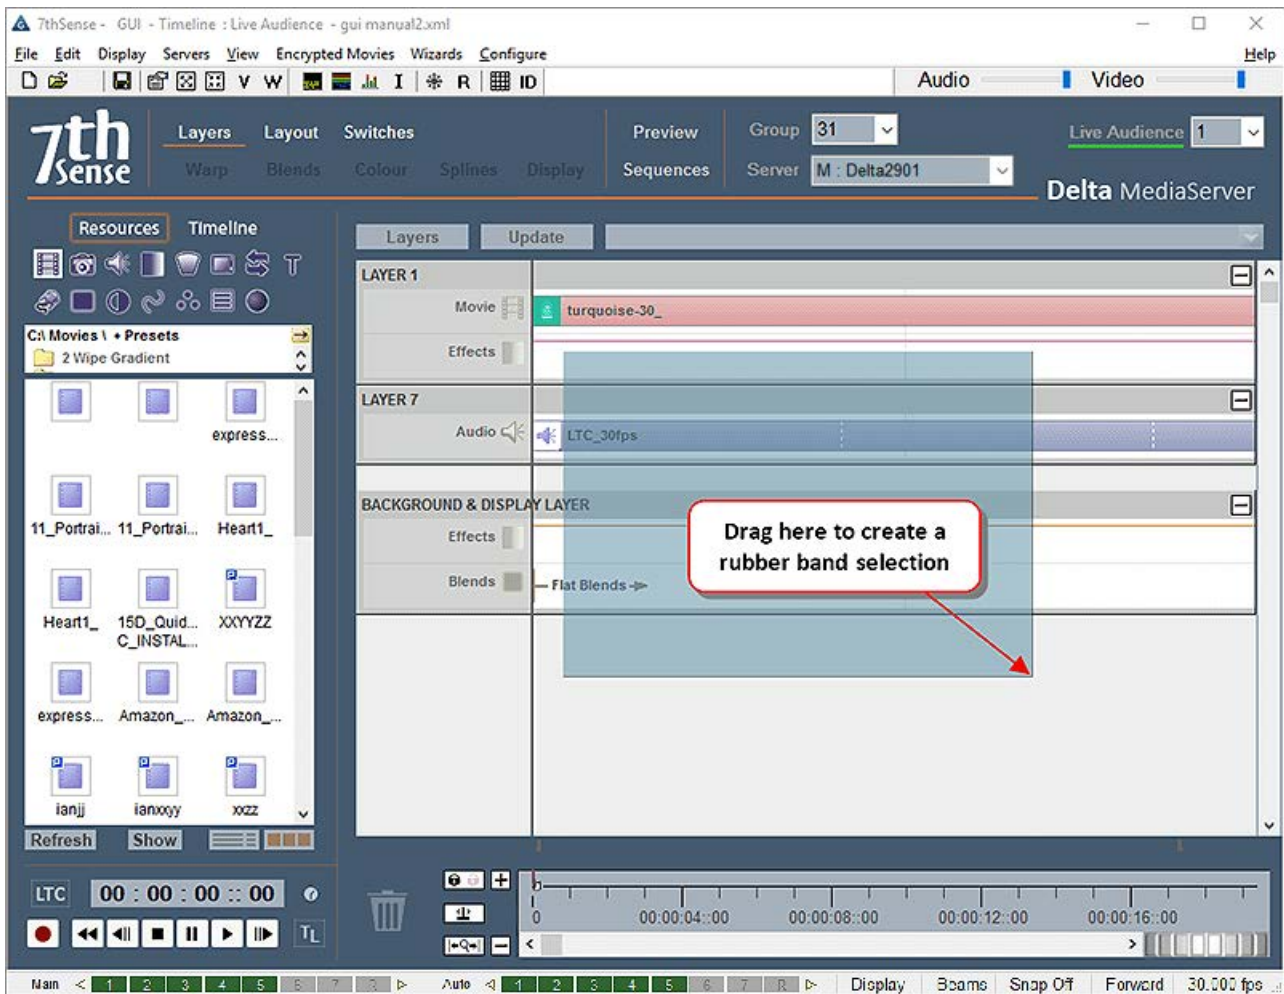 7thSense - GUI - Timeline : Live Audience - gui manual2.xml
File Edit Display Servers View Encrypted Movies Wizards Configure Help
V W I R ID Audio Video
7th Sense
Layers Layout Switches Preview Group 31 Live Audience 1
Warp Blends Colour Splines Display Sequences Server M : Delta2901
Delta MediaServer
Resources Timeline
Layers Update
T
C:\ Movies \ + Presets
2 Wipe Gradient
LAYER 1
Movie turquoise-30_
Effects
LAYER 7
Audio LTC_30fps
BACKGROUND & DISPLAY LAYER
Effects
Blends Flat Blends
Drag here to create a
rubber band selection
express...
11_Portrai... 11_Portrai... Heart1_
Heart1_ 15D_Quid... XXYYZZ
C_INSTAL...
express... Amazon_... Amazon_...
ianjj ianxxyy xxzz
Refresh Show
LTC 00 : 00 : 00 :: 00
TL
0 00:00:04::00 00:00:08::00 00:00:12::00 00:00:16::00
Main < 1 2 3 4 5 6 7 R Auto 1 2 3 4 5 6 7 R Display Beams Snap Off Forward 30.000 fps